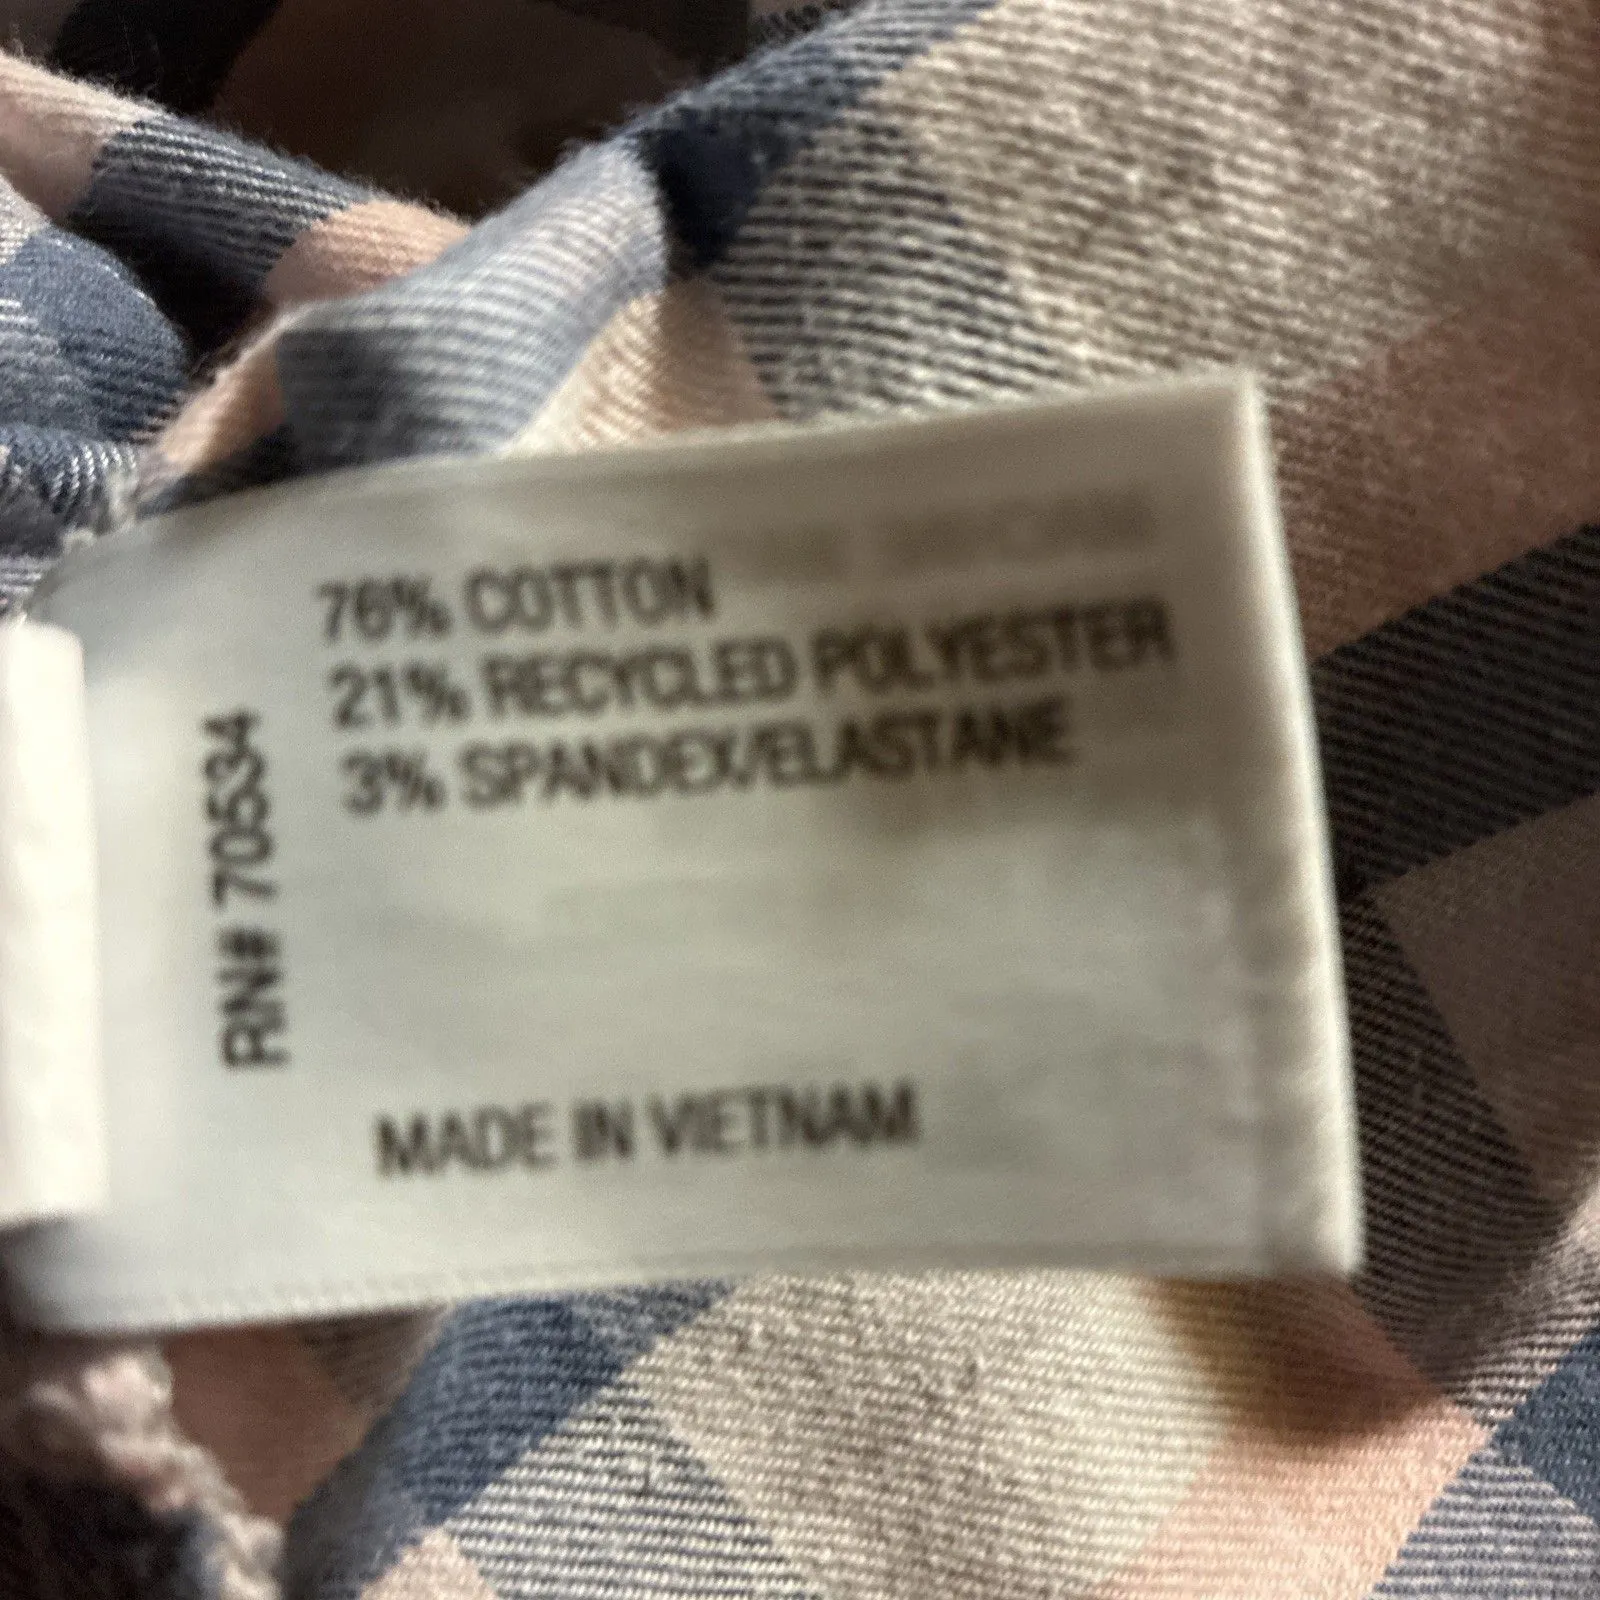 76% COTTON
21% RECYCLED POLYESTER
3% SPANDEX/ELASTANE
RN# 70534
MADE IN VIETNAM